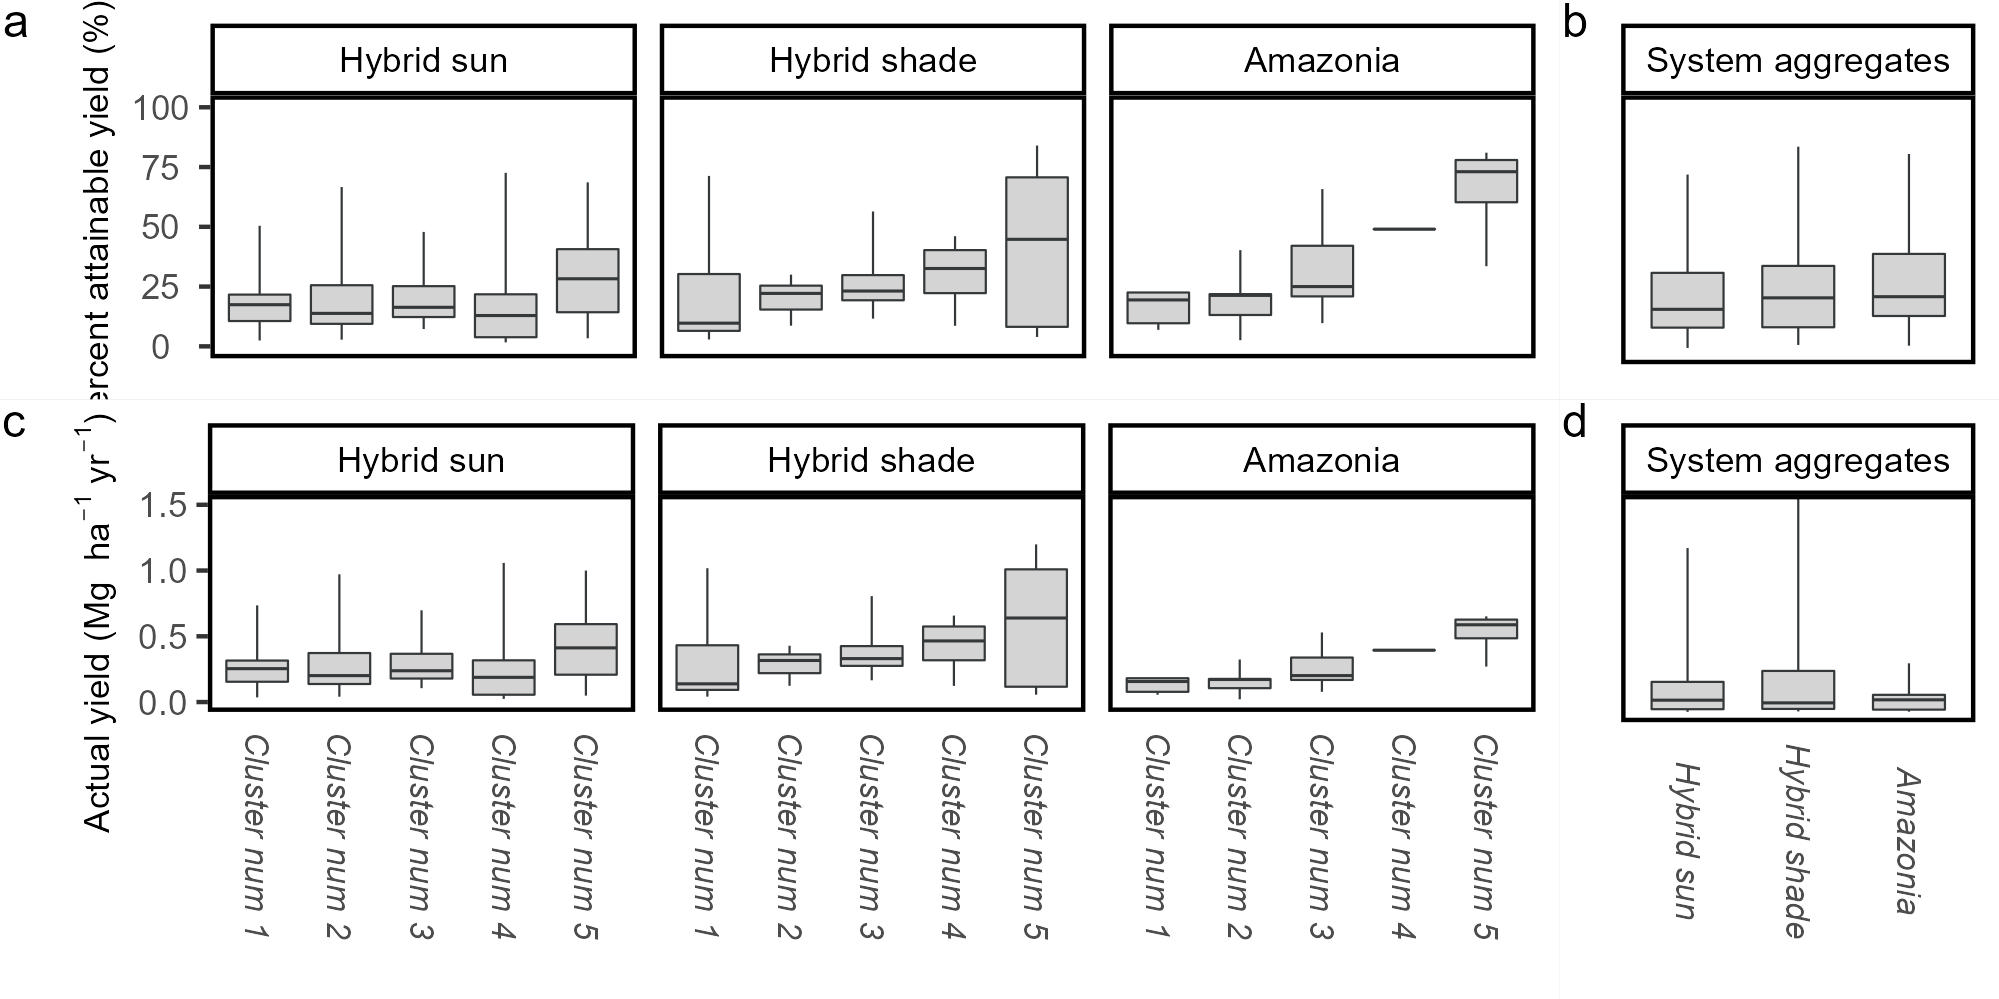 a
b
Hybrid sun
Hybrid shade
Amazonia
System aggregates
ercent attainable yield (%)
100
75
50
25
0
c
d
Hybrid sun
Hybrid shade
Amazonia
System aggregates
Actual yield (Mg ha⁻¹ yr⁻¹)
1.5
1.0
0.5
0.0
Cluster num 1
Cluster num 2
Cluster num 3
Cluster num 4
Cluster num 5
Cluster num 1
Cluster num 2
Cluster num 3
Cluster num 4
Cluster num 5
Cluster num 1
Cluster num 2
Cluster num 3
Cluster num 4
Cluster num 5
Hybrid sun
Hybrid shade
Amazonia